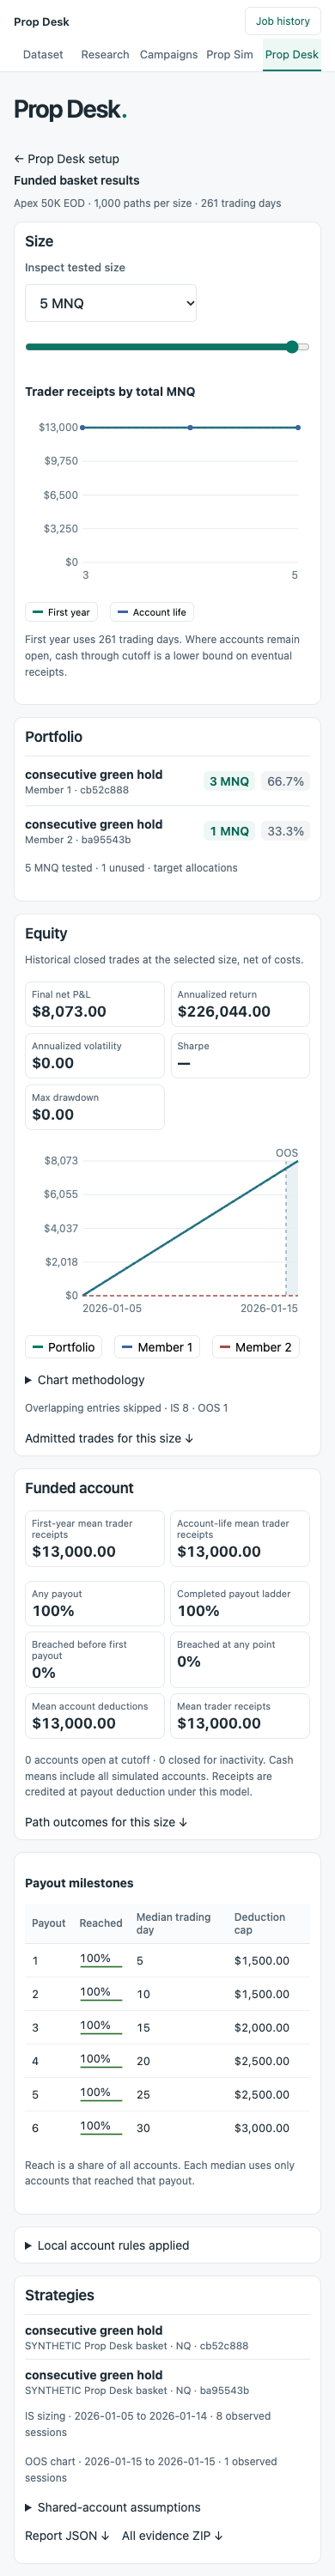 Prop Desk
Job history
Dataset Research Campaigns Prop Sim Prop Desk
Prop Desk.
← Prop Desk setup
Funded basket results
Apex 50K EOD · 1,000 paths per size · 261 trading days
Size
Inspect tested size
5 MNQ
Trader receipts by total MNQ
$13,000
$9,750
$6,500
$3,250
$0
3 5
First year Account life
First year uses 261 trading days. Where accounts remain
open, cash through cutoff is a lower bound on eventual
receipts.
Portfolio
consecutive green hold
Member 1 · cb52c888
3 MNQ 66.7%
consecutive green hold
Member 2 · ba95543b
1 MNQ 33.3%
5 MNQ tested · 1 unused · target allocations
Equity
Historical closed trades at the selected size, net of costs.
Final net P&L
$8,073.00
Annualized return
$226,044.00
Annualized volatility
$0.00
Sharpe
—
Max drawdown
$0.00
OOS
$8,073
$6,055
$4,037
$2,018
$0
2026-01-05 2026-01-15
Portfolio Member 1 Member 2
▶ Chart methodology
Overlapping entries skipped · IS 8 · OOS 1
Admitted trades for this size ↓
Funded account
First-year mean trader
receipts
$13,000.00
Account-life mean trader
receipts
$13,000.00
Any payout
100%
Completed payout ladder
100%
Breached before first
payout
0%
Breached at any point
0%
Mean account deductions
$13,000.00
Mean trader receipts
$13,000.00
0 accounts open at cutoff · 0 closed for inactivity. Cash
means include all simulated accounts. Receipts are
credited at payout deduction under this model.
Path outcomes for this size ↓
Payout milestones
Payout Reached Median trading day Deduction cap
1 100% 5 $1,500.00
2 100% 10 $1,500.00
3 100% 15 $2,000.00
4 100% 20 $2,500.00
5 100% 25 $2,500.00
6 100% 30 $3,000.00
Reach is a share of all accounts. Each median uses only
accounts that reached that payout.
▶ Local account rules applied
Strategies
consecutive green hold
SYNTHETIC Prop Desk basket · NQ · cb52c888
consecutive green hold
SYNTHETIC Prop Desk basket · NQ · ba95543b
IS sizing · 2026-01-05 to 2026-01-14 · 8 observed
sessions
OOS chart · 2026-01-15 to 2026-01-15 · 1 observed
sessions
▶ Shared-account assumptions
Report JSON ↓ All evidence ZIP ↓